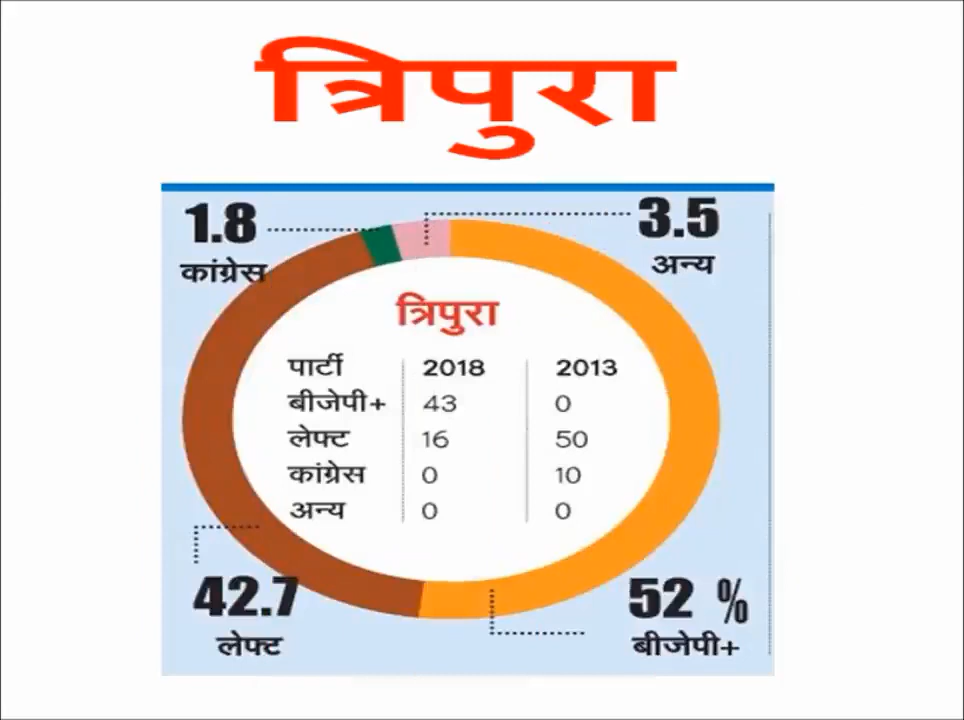 त्रिपुरा
1.8
कांग्रेस
3.5
अन्य
त्रिपुरा
पार्टी 2018 2013
बीजेपी+ 43 0
लेफ्ट 16 50
कांग्रेस 0 10
अन्य 0 0
42.7
लेफ्ट
52 %
बीजेपी+